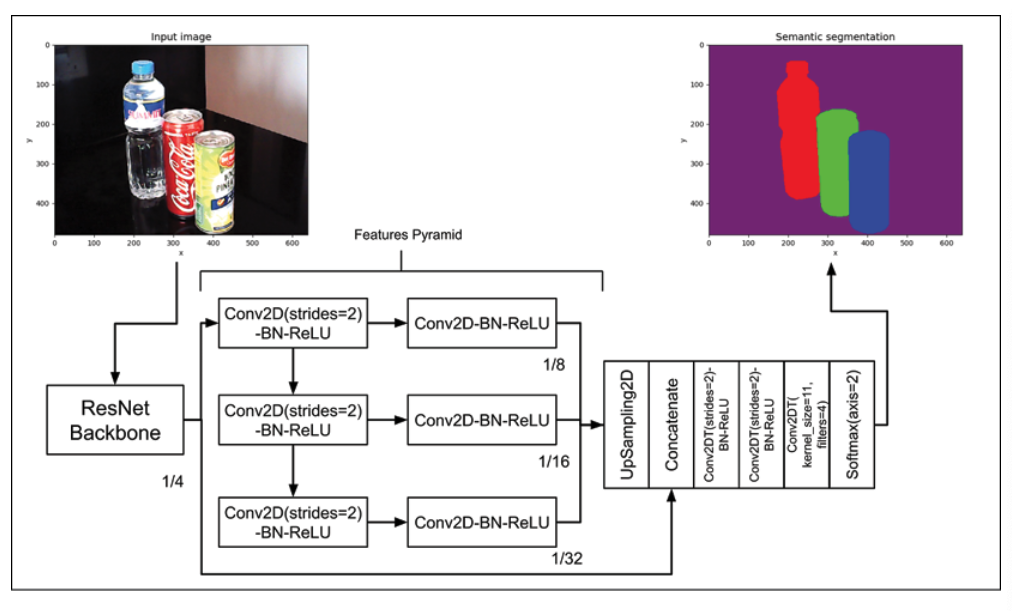 Input image
Semantic segmentation
0
100
200
300
400
y
0 100 200 300 400 500 600
x
Coca-Cola
0
100
200
300
400
y
0 100 200 300 400 500 600
x
Features Pyramid
Conv2D(strides=2)
-BN-ReLU
Conv2D-BN-ReLU
1/8
ResNet
Backbone
1/4
Conv2D(strides=2)
-BN-ReLU
Conv2D-BN-ReLU
1/16
Conv2D(strides=2)
-BN-ReLU
Conv2D-BN-ReLU
1/32
UpSampling2D
Concatenate
Conv2DT(strides=2)-
BN-ReLU
Conv2DT(strides=2)-
BN-ReLU
Conv2DT(
kernel_size=11,
filters=4)
Softmax(axis=2)